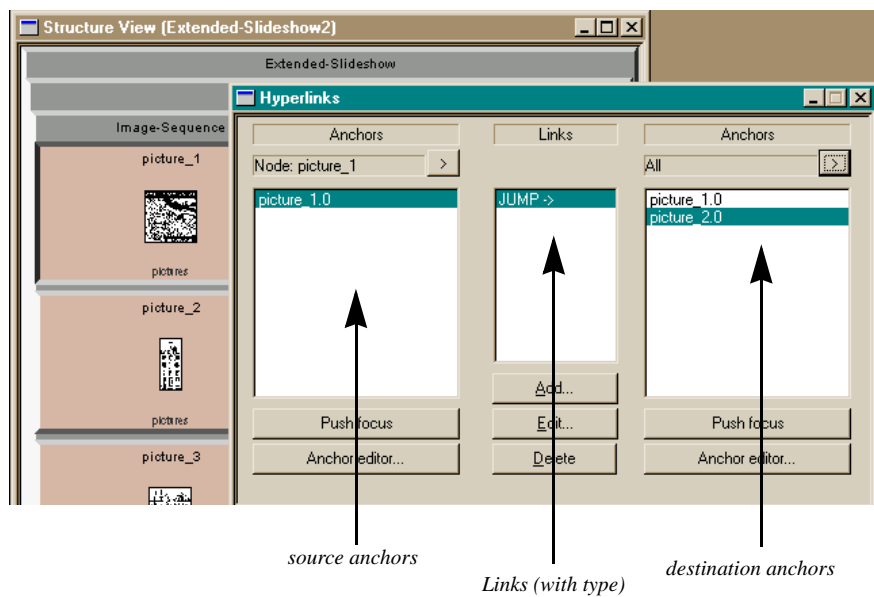 Structure View (Extended-Slideshow2)
Extended-Slideshow
Image-Sequence
picture_1
pictures
picture_2
pictures
picture_3
Hyperlinks
Anchors
Links
Anchors
Node: picture_1 >
All >
picture_1.0
JUMP ->
picture_1.0
picture_2.0
Add...
Push focus
Edit...
Push focus
Anchor editor...
Delete
Anchor editor...
source anchors
Links (with type)
destination anchors